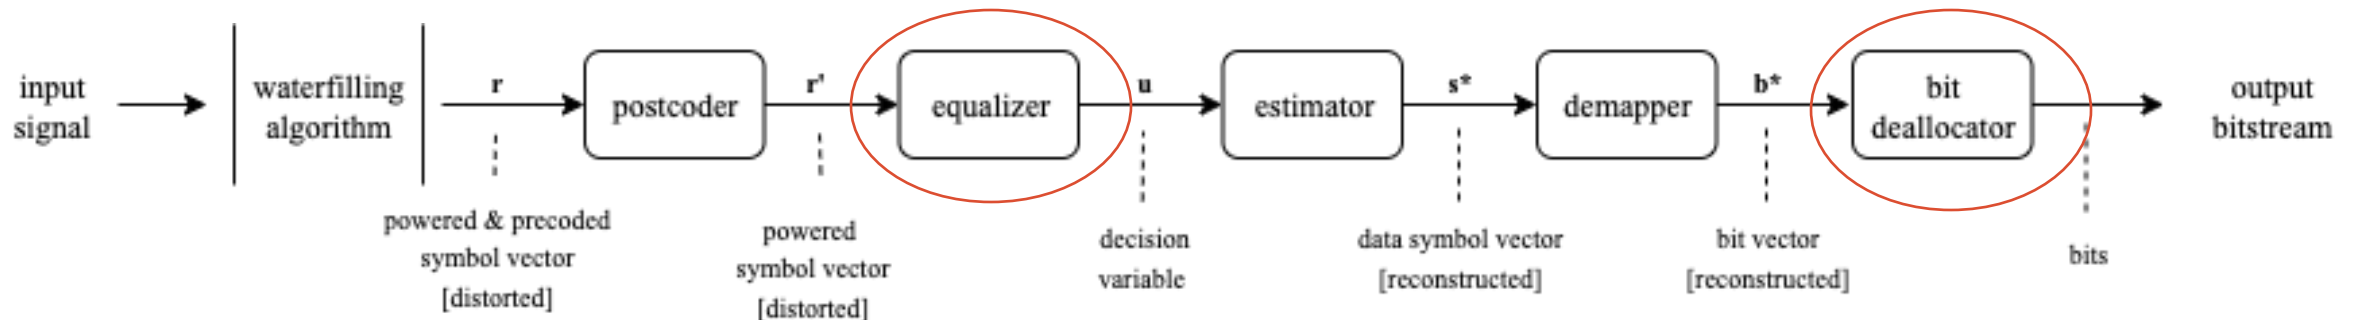 input
signal
waterfilling
algorithm
r
postcoder
r'
equalizer
u
estimator
s*
demapper
b*
bit
deallocator
output
bitstream
powered & precoded
symbol vector
[distorted]
powered
symbol vector
[distorted]
decision
variable
data symbol vector
[reconstructed]
bit vector
[reconstructed]
bits